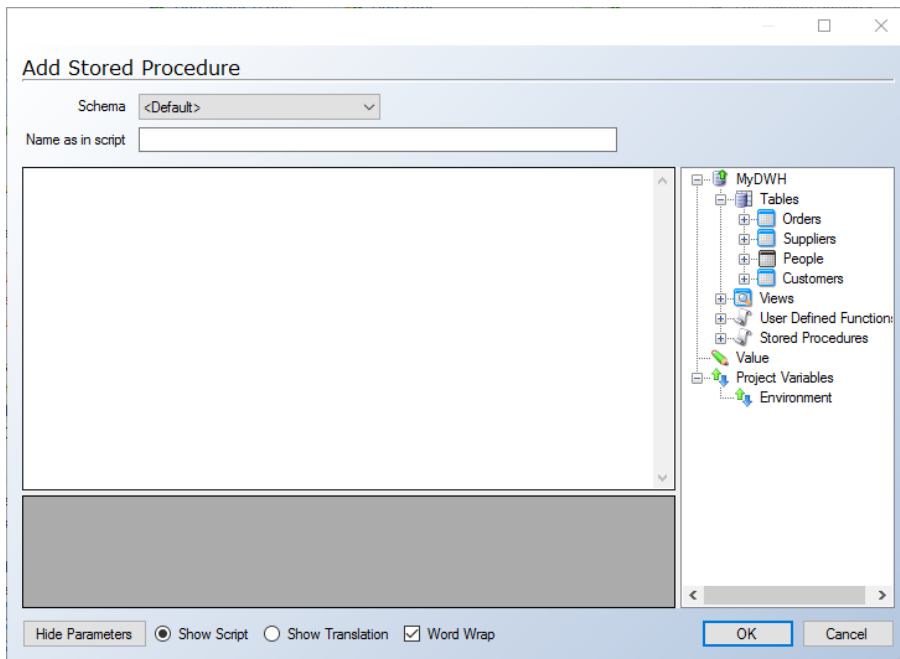 Add Stored Procedure
Schema
<Default>
Name as in script
MyDWH
Tables
Orders
Suppliers
People
Customers
Views
User Defined Function
Stored Procedures
Value
Project Variables
Environment
Hide Parameters
Show Script
Show Translation
Word Wrap
OK
Cancel